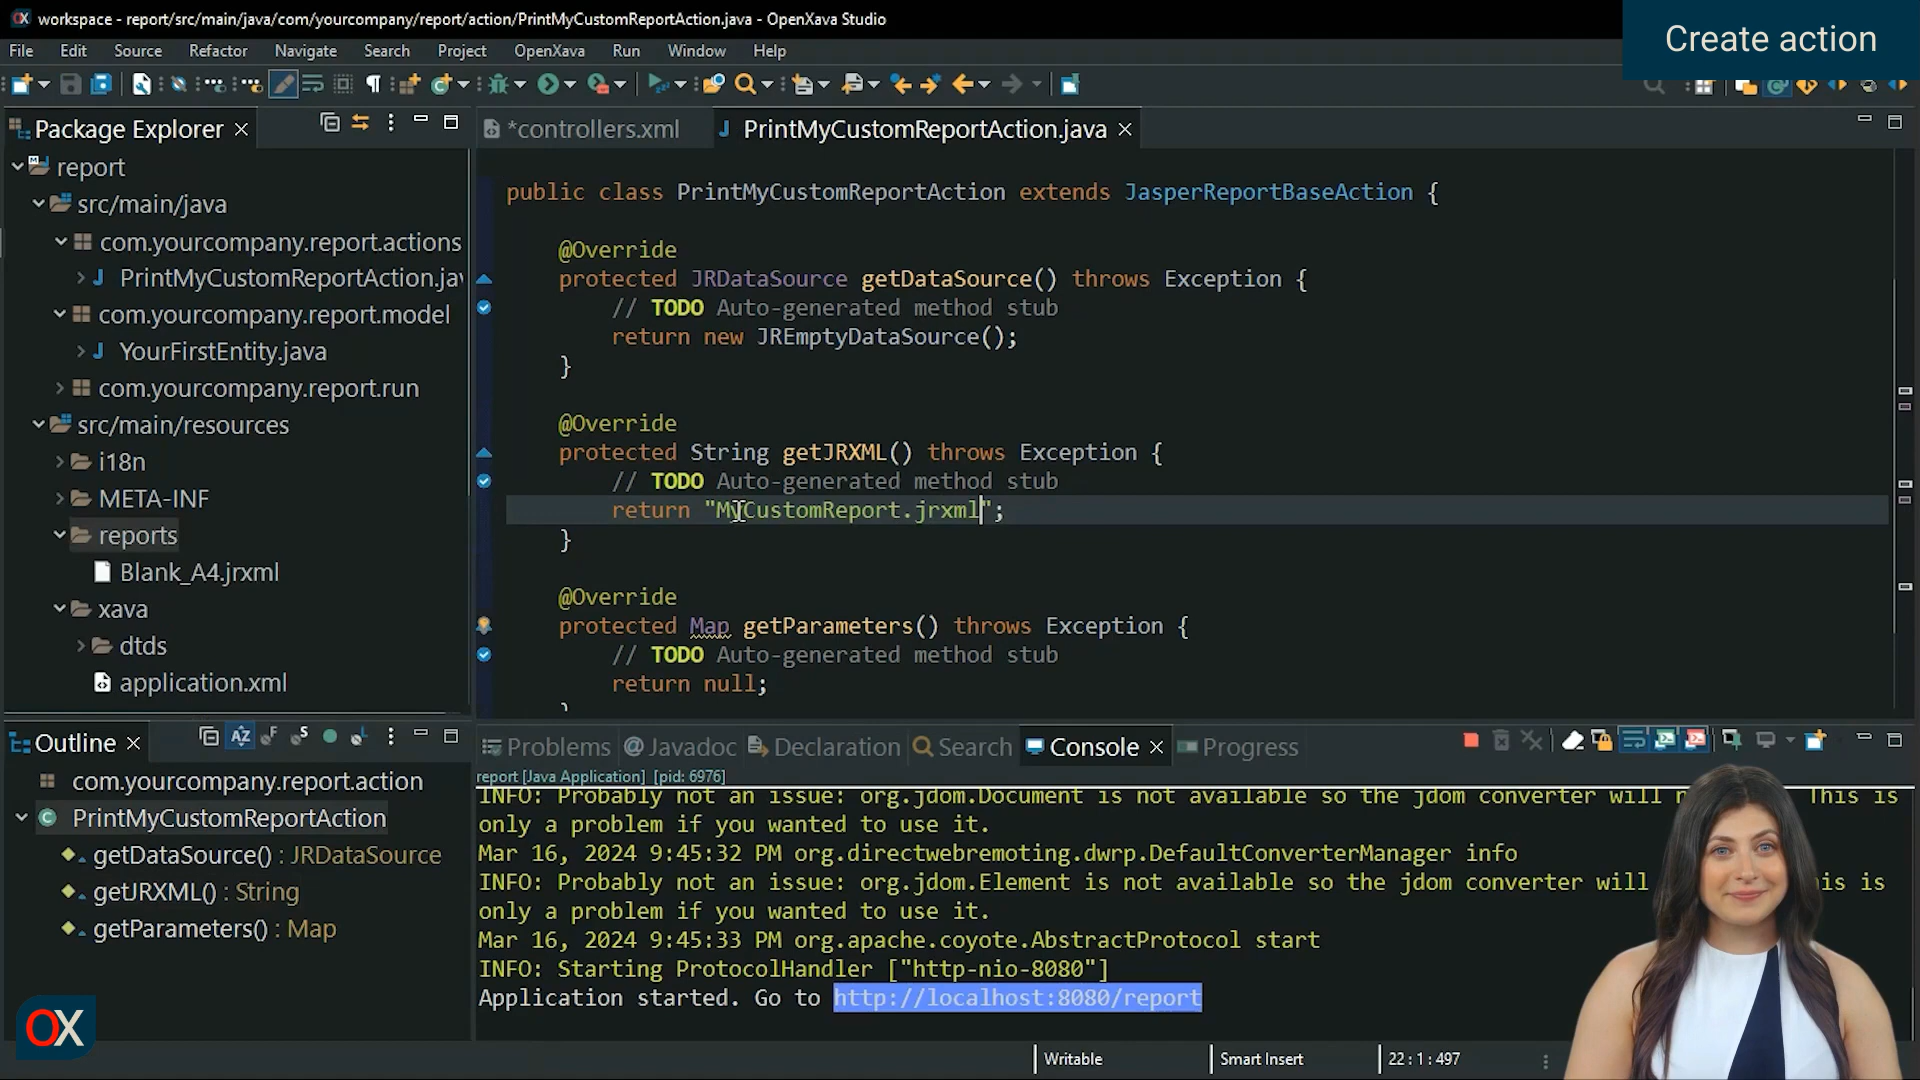 workspace - report/src/main/java/com/yourcompany/report/action/PrintMyCustomReportAction.java - OpenXava Studio
Create action
File Edit Source Refactor Navigate Search Project OpenXava Run Window Help
Package Explorer
*controllers.xml
PrintMyCustomReportAction.java
report
src/main/java
com.yourcompany.report.actions
PrintMyCustomReportAction.jav
com.yourcompany.report.model
YourFirstEntity.java
com.yourcompany.report.run
src/main/resources
i18n
META-INF
reports
Blank_A4.jrxml
xava
dtds
application.xml
public class PrintMyCustomReportAction extends JasperReportBaseAction {
@Override
protected JRDataSource getDataSource() throws Exception {
// TODO Auto-generated method stub
return new JREmptyDataSource();
}
@Override
protected String getJRXML() throws Exception {
// TODO Auto-generated method stub
return "MyCustomReport.jrxml";
}
@Override
protected Map getParameters() throws Exception {
// TODO Auto-generated method stub
return null;
}
Outline
com.yourcompany.report.action
PrintMyCustomReportAction
getDataSource() : JRDataSource
getJRXML() : String
getParameters() : Map
Problems @ Javadoc Declaration Search Console Progress
report [Java Application] [pid: 6976]
INFO: Probably not an issue: org.jdom.Document is not available so the jdom converter will This is
only a problem if you wanted to use it.
Mar 16, 2024 9:45:32 PM org.directwebremoting.dwrp.DefaultConverterManager info
INFO: Probably not an issue: org.jdom.Element is not available so the jdom converter will his is
only a problem if you wanted to use it.
Mar 16, 2024 9:45:33 PM org.apache.coyote.AbstractProtocol start
INFO: Starting ProtocolHandler ["http-nio-8080"]
Application started. Go to http://localhost:8080/report
OX
Writable
Smart Insert
22 : 1 : 497